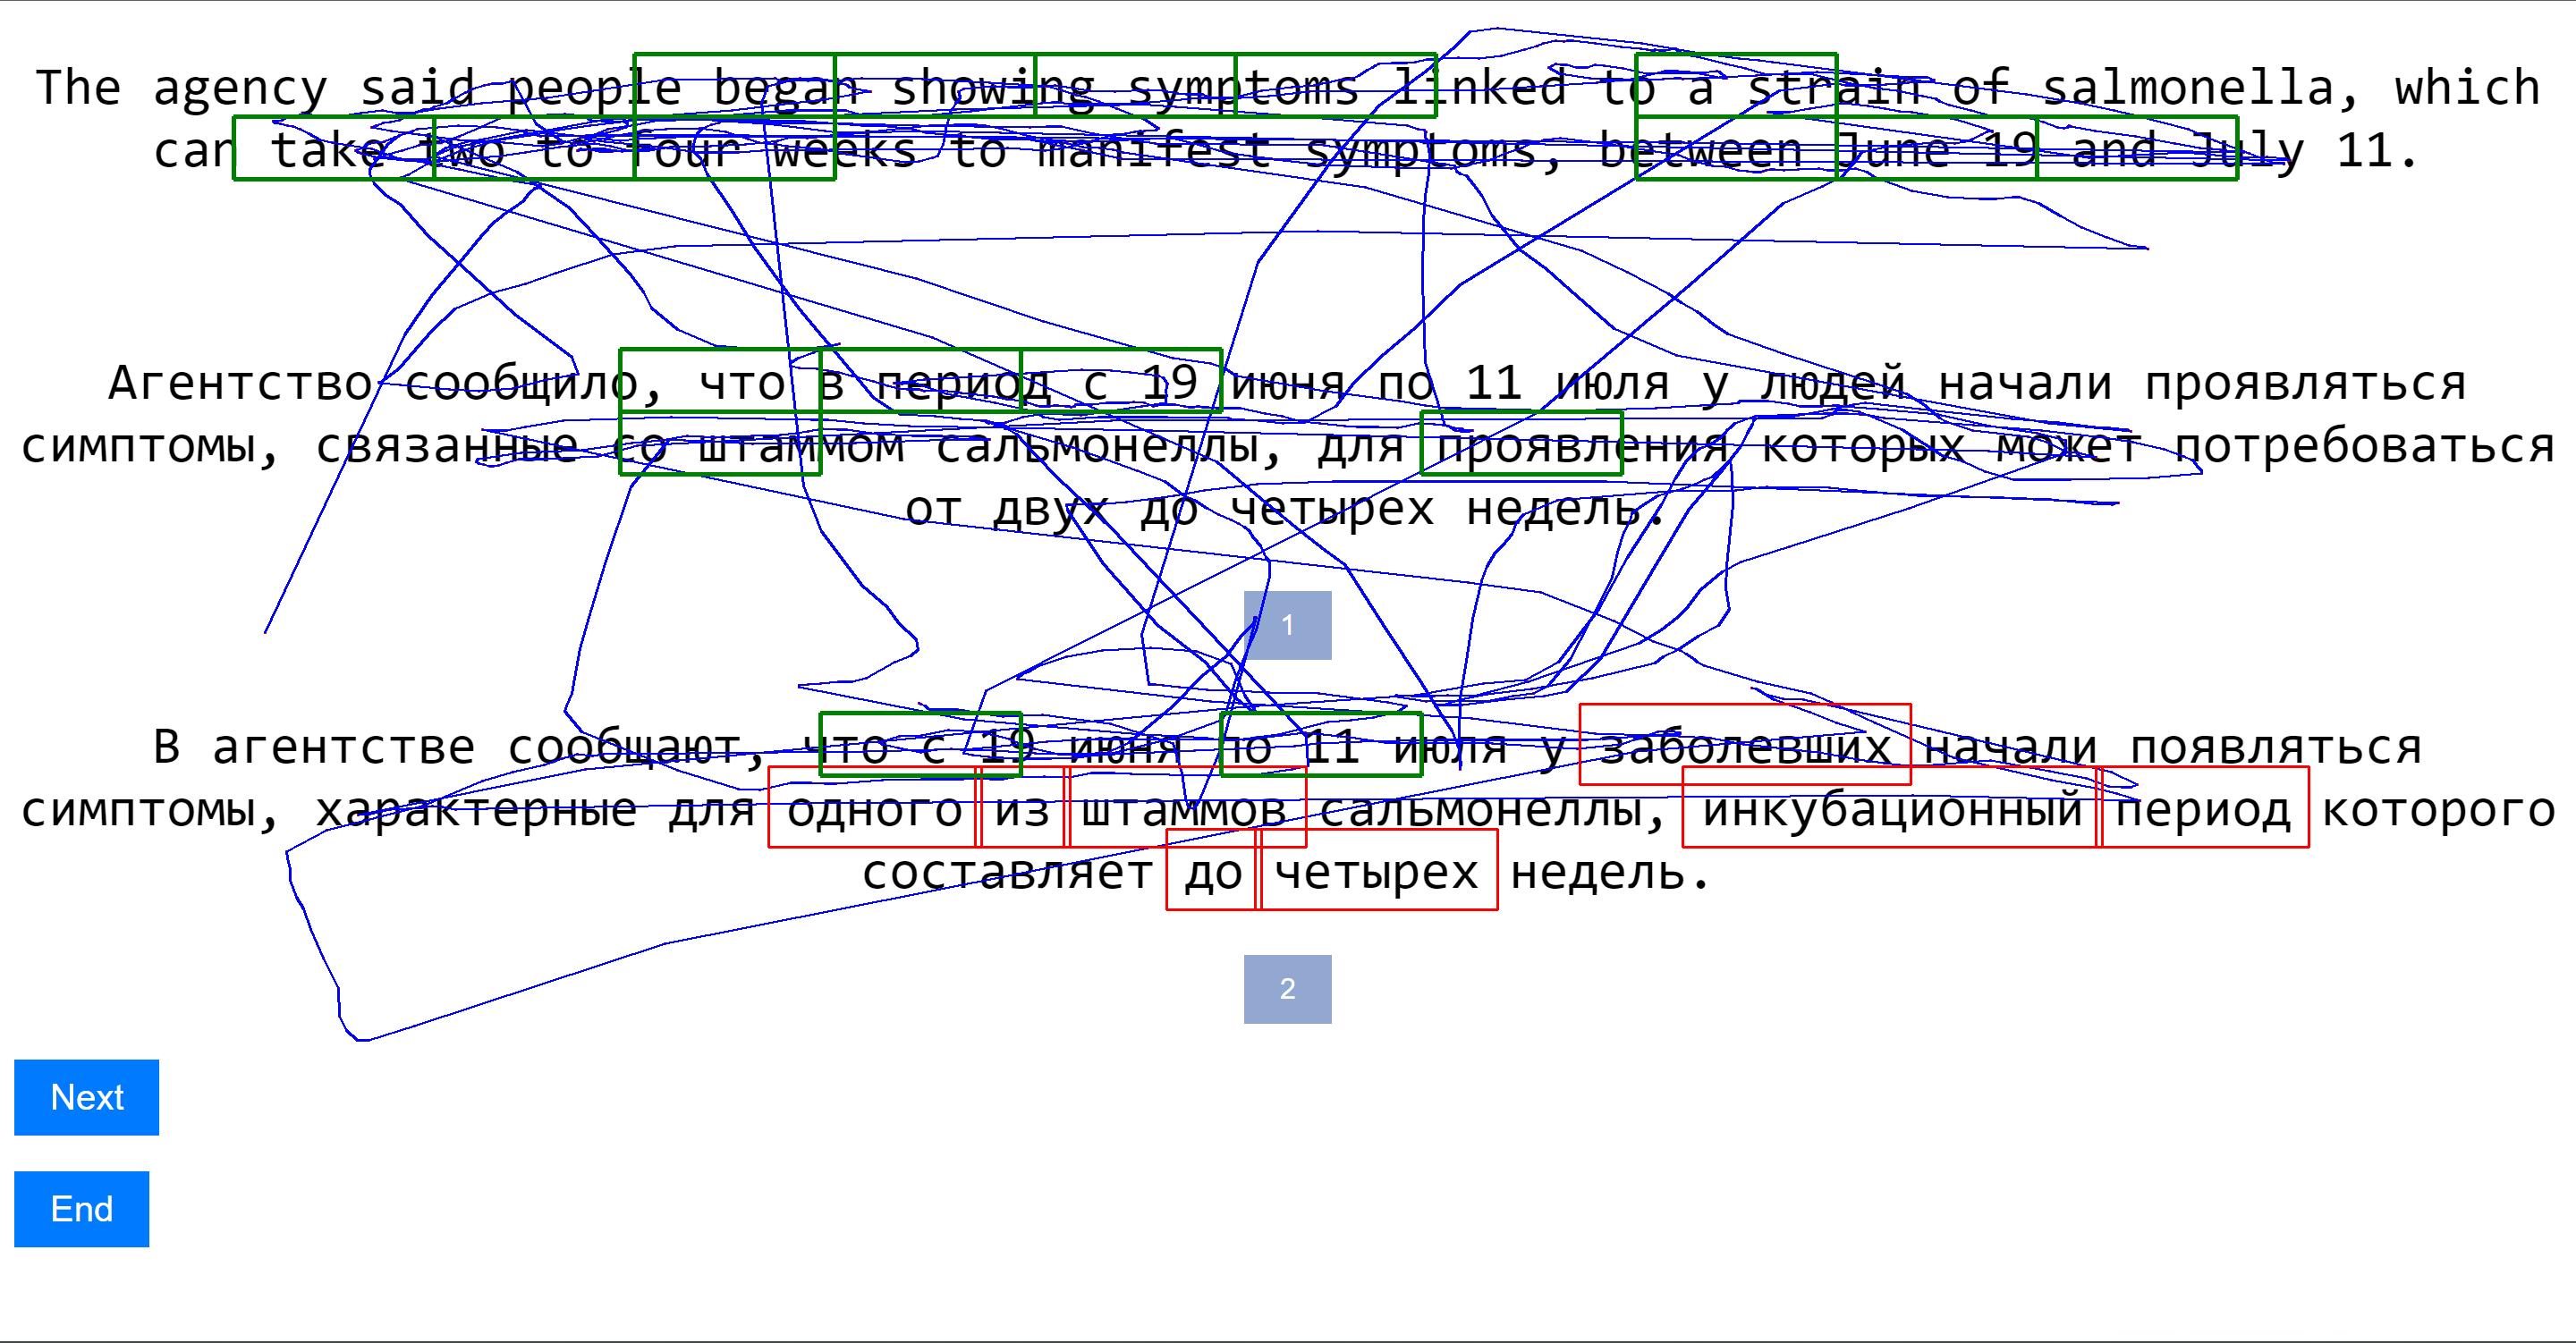 The agency said people began showing symptoms linked to a strain of salmonella, which
can take two to four weeks to manifest symptoms, between June 19 and July 11.
Агентство сообщило, что в период с 19 июня по 11 июля у людей начали проявляться
симптомы, связанные со штаммом сальмонеллы, для проявления которых может потребоваться
от двух до четырех недель.
1
В агентстве сообщают, что с 19 июня по 11 июля у заболевших начали появляться
симптомы, характерные для одного из штаммов сальмонеллы, инкубационный период которого
составляет до четырех недель.
2
Next
End